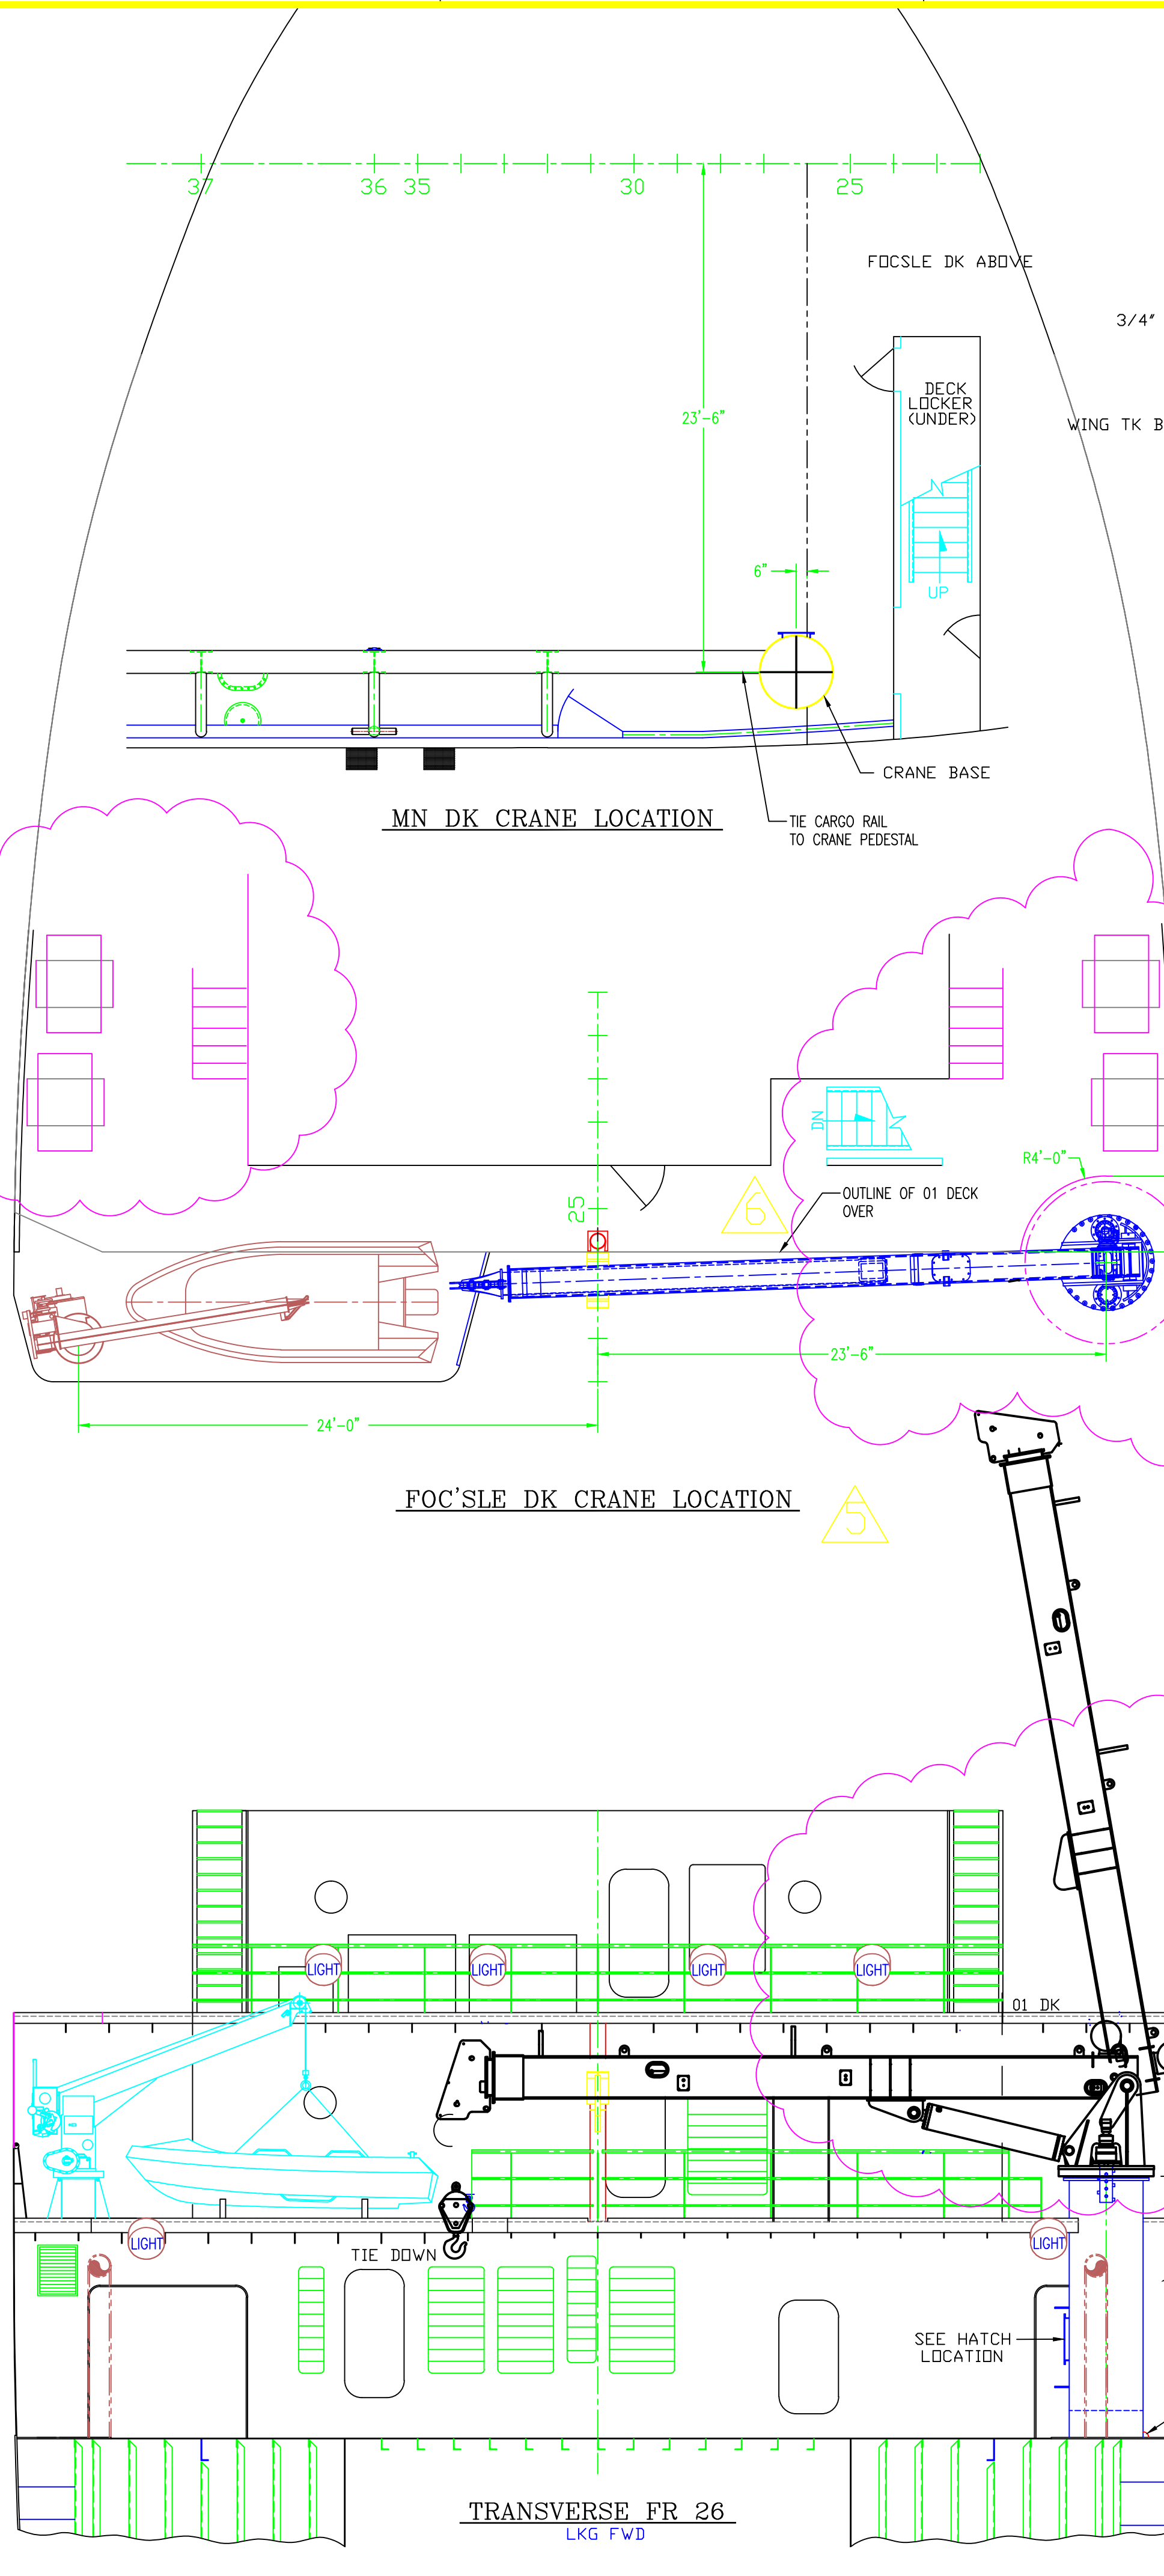 37
36 35
30
25
FOCSLE DK ABOVE
3/4"
DECK
LOCKER
(UNDER)
23'-6"
WING TK B
6"
UP
CRANE BASE
MN DK CRANE LOCATION
TIE CARGO RAIL
TO CRANE PEDESTAL
DN
R4'-0"
25
6
OUTLINE OF 01 DECK
OVER
23'-6"
24'-0"
FOC'SLE DK CRANE LOCATION
5
LIGHT
LIGHT
LIGHT
LIGHT
01 DK
LIGHT
LIGHT
TIE DOWN
SEE HATCH
LOCATION
TRANSVERSE FR 26
LKG FWD